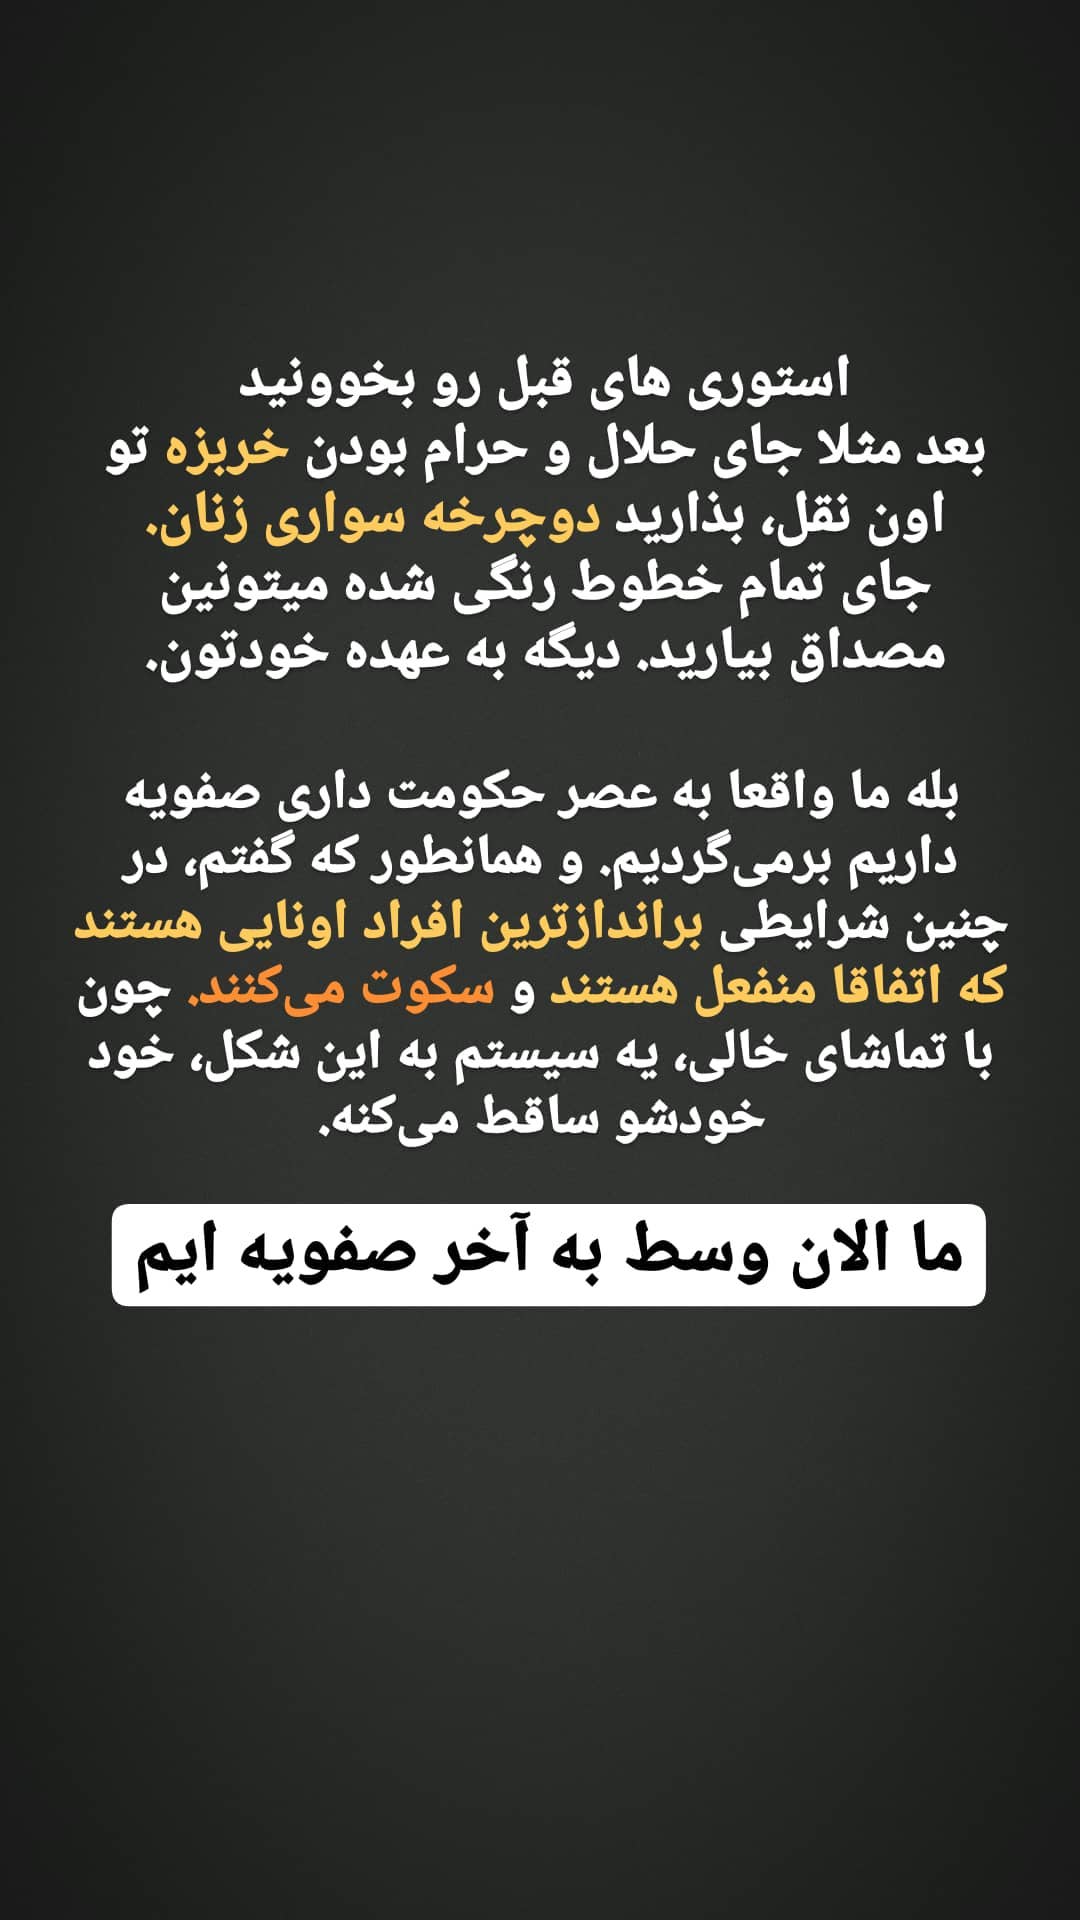 استوری های قبل رو بخوونید
بعد مثلا جای حلال و حرام بودن خربزه تو
اون نقل، بذارید دوچرخه سواری زنان.
جای تمام خطوط رنگی شده میتونین
مصداق بیارید. دیگه به عهده خودتون.
بله ما واقعا به عصر حکومت داری صفویه
داریم برمی‌گردیم. و همانطور که گفتم، در
چنین شرایطی براندازترین افراد اونایی هستند
که اتفاقا منفعل هستند و سکوت می‌کنند. چون
با تماشای خالی، یه سیستم به این شکل، خود
خودشو ساقط می‌کنه.
ما الان وسط به آخر صفویه ایم